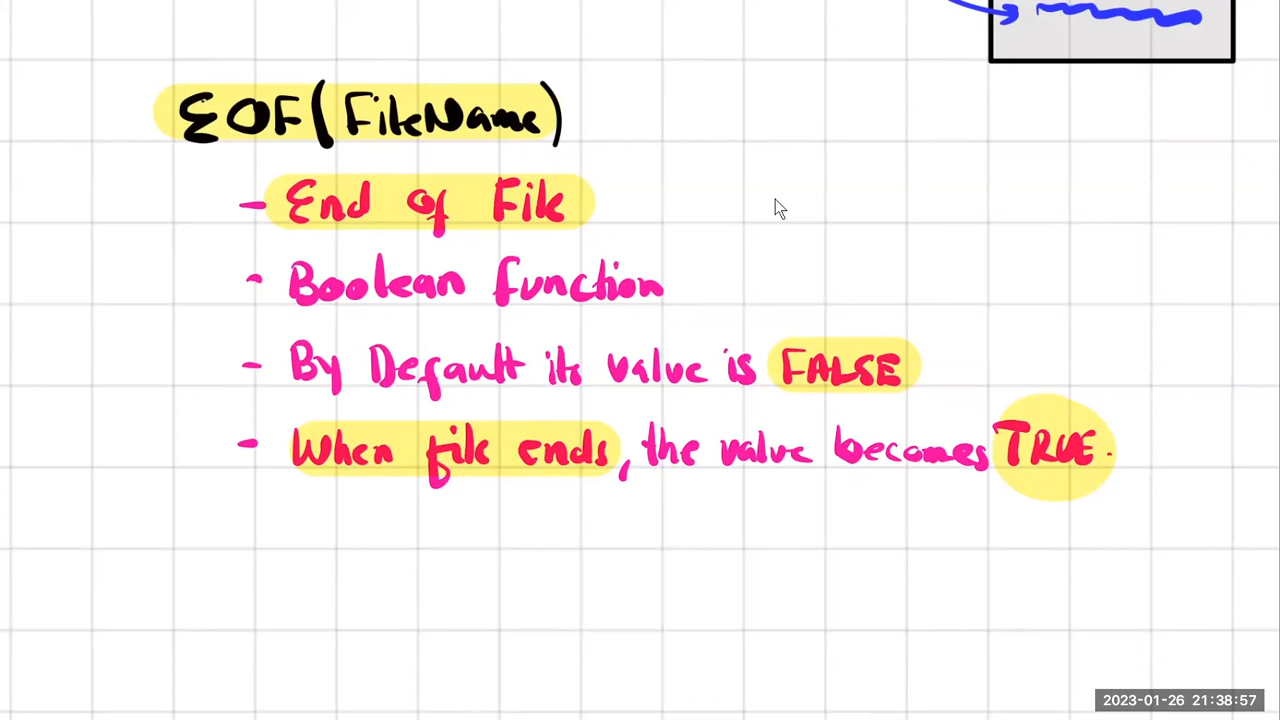 EOF(FileName)
- End of File
- Boolean function
- By Default its value is FALSE
- When file ends, the value becomes TRUE.
2023-01-26 21:38:57